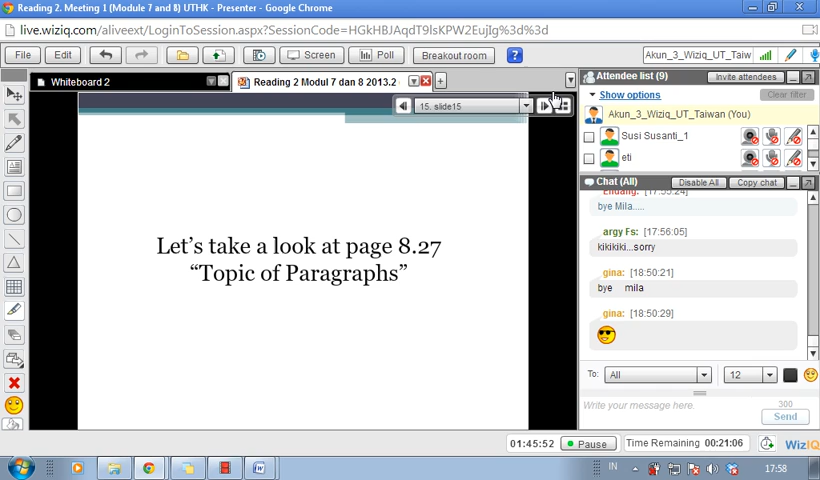 Reading 2. Meeting 1 (Module 7 and 8) UTHK - Presenter - Google Chrome
live.wiziq.com/aliveext/LoginToSession.aspx?SessionCode=HGkHBJAqdT9lsKPW2EujIg%3d%3d
File Edit Screen Poll Breakout room ? Akun_3_Wiziq_UT_Taiw
Whiteboard 2 Reading 2 Modul 7 dan 8 2013.2 +
15. slide15
Let's take a look at page 8.27
"Topic of Paragraphs"
Attendee list (9) Invite attendees
Show options Clear filter
Akun_3_Wiziq_UT_Taiwan (You)
Susi Susanti_1
eti
Chat (All) Disable All Copy chat
bye Mila.....
argy Fs: [17:56:05]
kikikiki...sorry
gina: [18:50:21]
bye mila
gina: [18:50:29]
To: All 12
Write your message here. 300
Send
01:45:52 Pause Time Remaining 00:21:06 WizIQ
IN 17:58